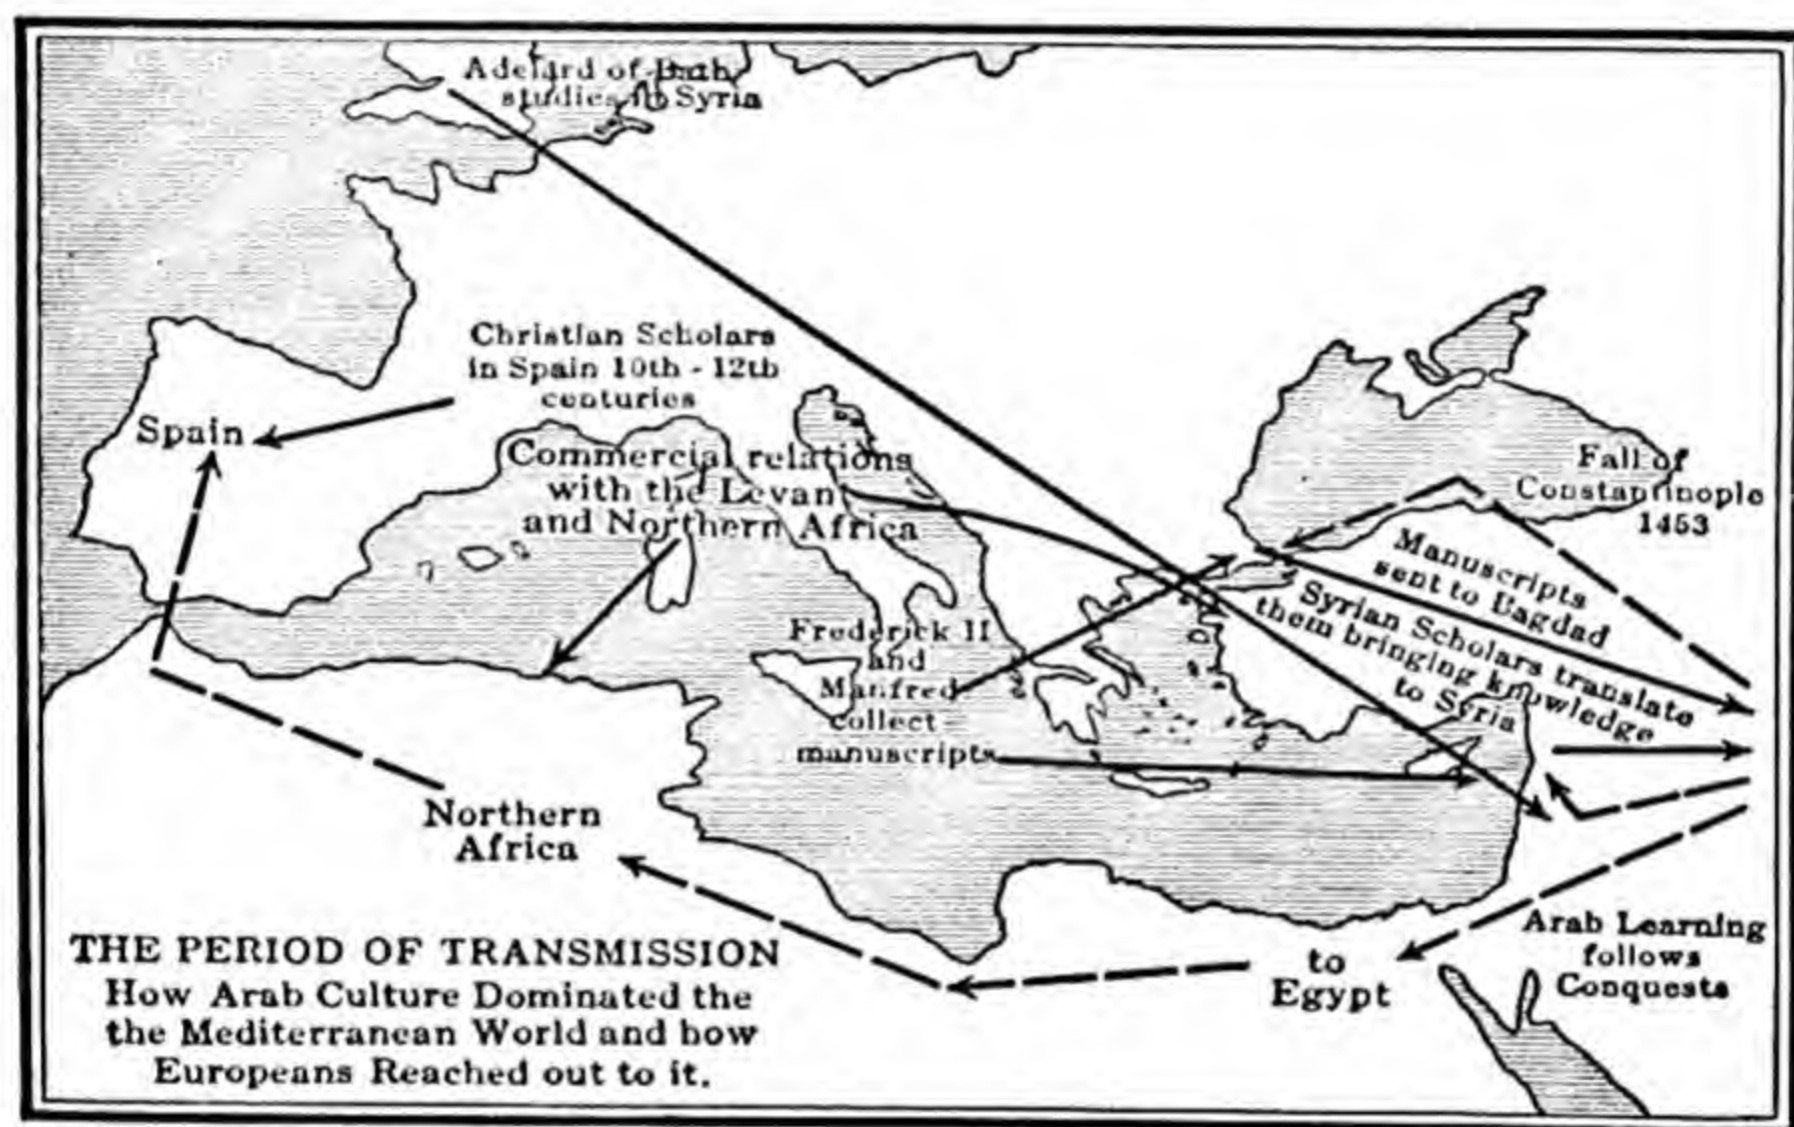 Adelard of Bath
studies in Syria
Christian Scholars
in Spain 10th - 12th
centuries
Spain
Commercial relations
with the Levant
and Northern Africa
Fall of
Constantinople
1453
Manuscripts
sent to Bagdad
Syrian Scholars translate
them bringing knowledge
to Syria
Frederick II
and
Manfred
collect
manuscripts
Northern
Africa
to
Egypt
Arab Learning
follows
Conquests
THE PERIOD OF TRANSMISSION
How Arab Culture Dominated the
the Mediterranean World and how
Europeans Reached out to it.